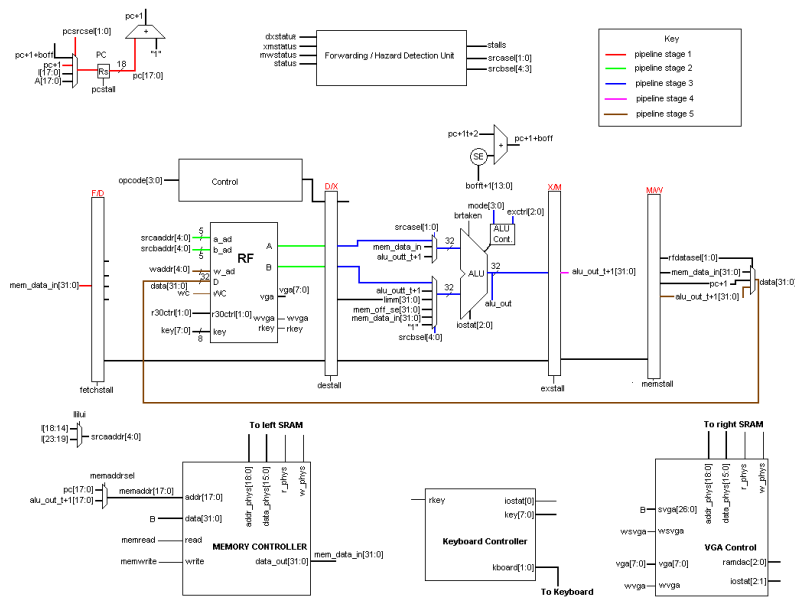 pc+1
pcsrcsel[1:0]
"1"
pc+1+boff
pc+1
I[17:0]
A[17:0]
PC
Rs
18
pc[17:0]
pcstall
dxstatus
xmstatus
mwstatus
status
Forwarding / Hazard Detection Unit
stalls
srcasel[1:0]
srcbsel[4:3]
Key
pipeline stage 1
pipeline stage 2
pipeline stage 3
pipeline stage 4
pipeline stage 5
pc+1t+2
+
pc+1+boff
SE
bofft+1[13:0]
opcode[3:0]
Control
F/D
D/X
X/M
M/W
mem_data_in[31:0]
fetchstall
srcaaddr[4:0]
5
srcbaddr[4:0]
5
waddr[4:0]
32
data[31:0]
wc
r30ctrl[1:0]
key[7:0]
8
a_ad
b_ad
w_ad
D
WC
r30ctrl[1:0]
key
RF
A
B
vga
vga[7:0]
wvga
wvga
rkey
rkey
destall
srcasel[1:0]
mem_data_in
alu_outt_t+1
32
alu_outt_t+1
limm[31:0]
mem_off_se[31:0]
mem_data_in[31:0]
"1"
srcbsel[4:0]
32
brtaken
mode[3:0]
exctrl[2:0]
ALU
Cont.
ALU
32
alu_out
iostat[2:0]
exstall
alu_out_t+1[31:0]
memstall
rfdatasel[1:0]
mem_data_in[31:0]
pc+1
alu_out_t+1[31:0]
data[31:0]
llilui
I[18:14]
I[23:19]
srcaaddr[4:0]
memaddrsel
pc[17:0]
alu_out_t+1[17:0]
memaddr[17:0]
B
memread
memwrite
To left SRAM
addr_phys[18:0]
data_phys[15:0]
r_phys
w_phys
addr[17:0]
data[31:0]
read
write
MEMORY CONTROLLER
data_out[31:0]
mem_data_in[31:0]
rkey
iostat[0]
key[7:0]
Keyboard Controller
kboard[1:0]
To Keyboard
To right SRAM
addr_phys[18:0]
data_phys[15:0]
r_phys
w_phys
B
svga[26:0]
wsvga
wsvga
VGA Control
vga[7:0]
vga[7:0]
ramdac[2:0]
wvga
wvga
iostat[2:1]